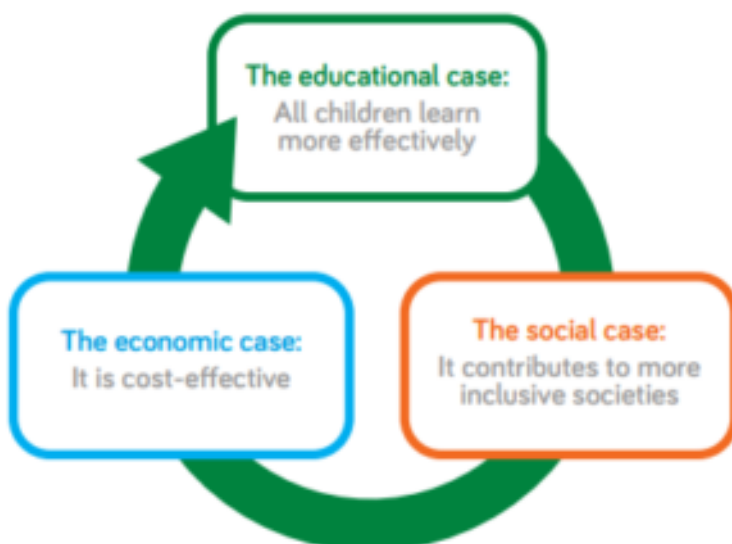 The educational case:
All children learn
more effectively
The economic case:
It is cost-effective
The social case:
It contributes to more
inclusive societies